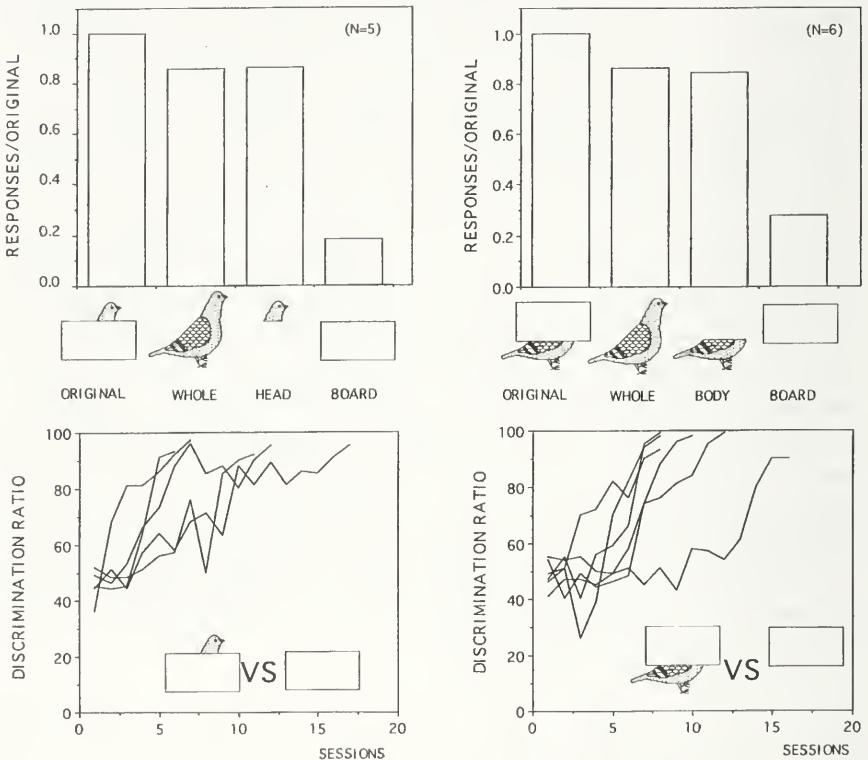 (N=5)
RESPONSES/ORIGINAL
1.0
0.8
0.6
0.4
0.2
0.0
ORIGINAL WHOLE HEAD BOARD
(N=6)
RESPONSES/ORIGINAL
1.0
0.8
0.6
0.4
0.2
0.0
ORIGINAL WHOLE BODY BOARD
DISCRIMINATION RATIO
100
80
60
40
20
0
VS
0 5 10 15 20
SESSIONS
DISCRIMINATION RATIO
100
80
60
40
20
0
VS
0 5 10 15 20
SESSIONS